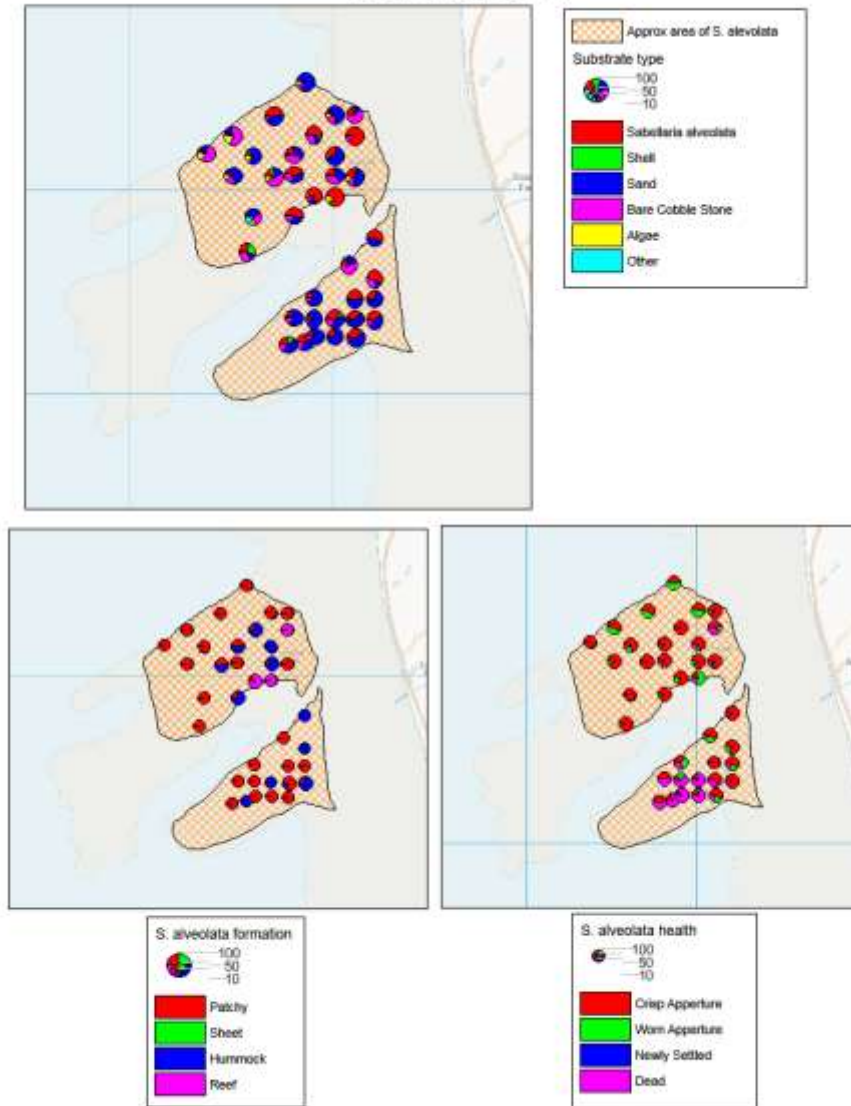 Approx area of S. alevolata
Substrate type
100
50
10
Sabellaria alveolata
Shell
Sand
Bare Cobble Stone
Algae
Other
S. alveolata formation
100
50
10
Patchy
Sheet
Hummock
Reef
S. alveolata health
100
50
10
Crisp Apperture
Worn Apperture
Newly Settled
Dead